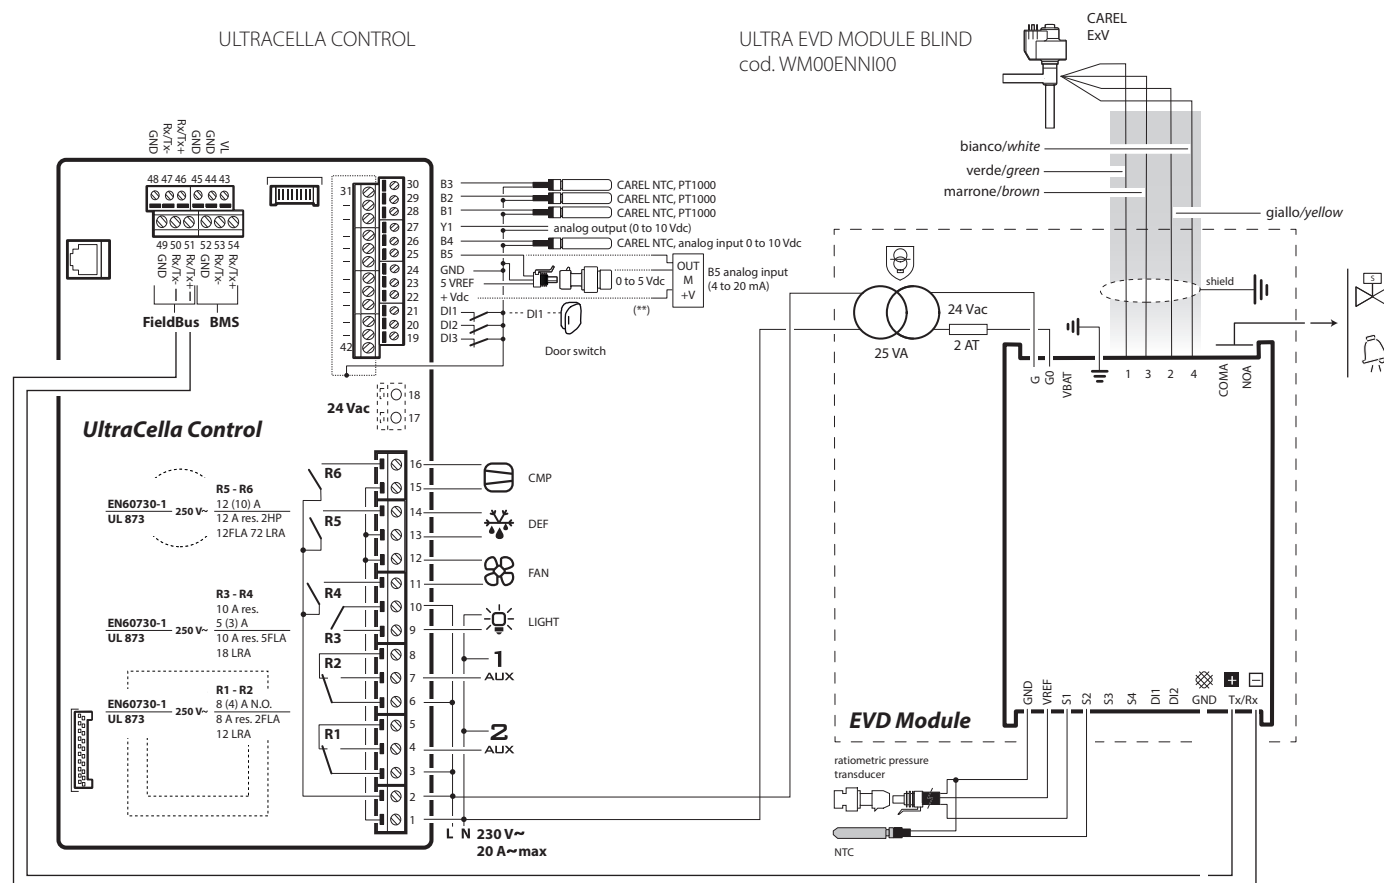 ULTRACELLA CONTROL
ULTRA EVD MODULE BLIND
cod. WM00ENNI00
CAREL
ExV
bianco/white
verde/green
marrone/brown
giallo/yellow
shield
GND
Rx/Tx-
Rx/Tx+
GND
GND
VL
48 47 46 45 44 43
49 50 51 52 53 54
GND
Rx/Tx-
Rx/Tx+
GND
Rx/Tx-
Rx/Tx+
FieldBus BMS
31
42
30 B3 CAREL NTC, PT1000
29 B2 CAREL NTC, PT1000
28 B1 CAREL NTC, PT1000
27 Y1 analog output (0 to 10 Vdc)
26 B4 CAREL NTC, analog input 0 to 10 Vdc
25 B5
24 GND
23 5 VREF 0 to 5 Vdc
22 + Vdc (**)
21 DI1 DI1
20 DI2
19 DI3
OUT
M
+V
B5 analog input
(4 to 20 mA)
Door switch
24 Vac
18
17
UltraCella Control
EN60730-1
UL 873
250 V~
R5 - R6
12 (10) A
12 A res. 2HP
12FLA 72 LRA
EN60730-1
UL 873
250 V~
R3 - R4
10 A res.
5 (3) A
10 A res. 5FLA
18 LRA
EN60730-1
UL 873
250 V~
R1 - R2
8 (4) A N.O.
8 A res. 2FLA
12 LRA
R6
R5
R4
R3
R2
R1
16
15
CMP
14
13
DEF
12
11
FAN
10
9
LIGHT
8
7
6
1
AUX
5
4
3
2
AUX
2
1
L N 230 V~
20 A~max
25 VA
24 Vac
2 AT
G
G0
VBAT
1 3 2 4
COMA
NOA
S
EVD Module
GND
VREF
S1
S2
S3
S4
DI1
DI2
GND
+ −
Tx/Rx
ratiometric pressure
transducer
NTC